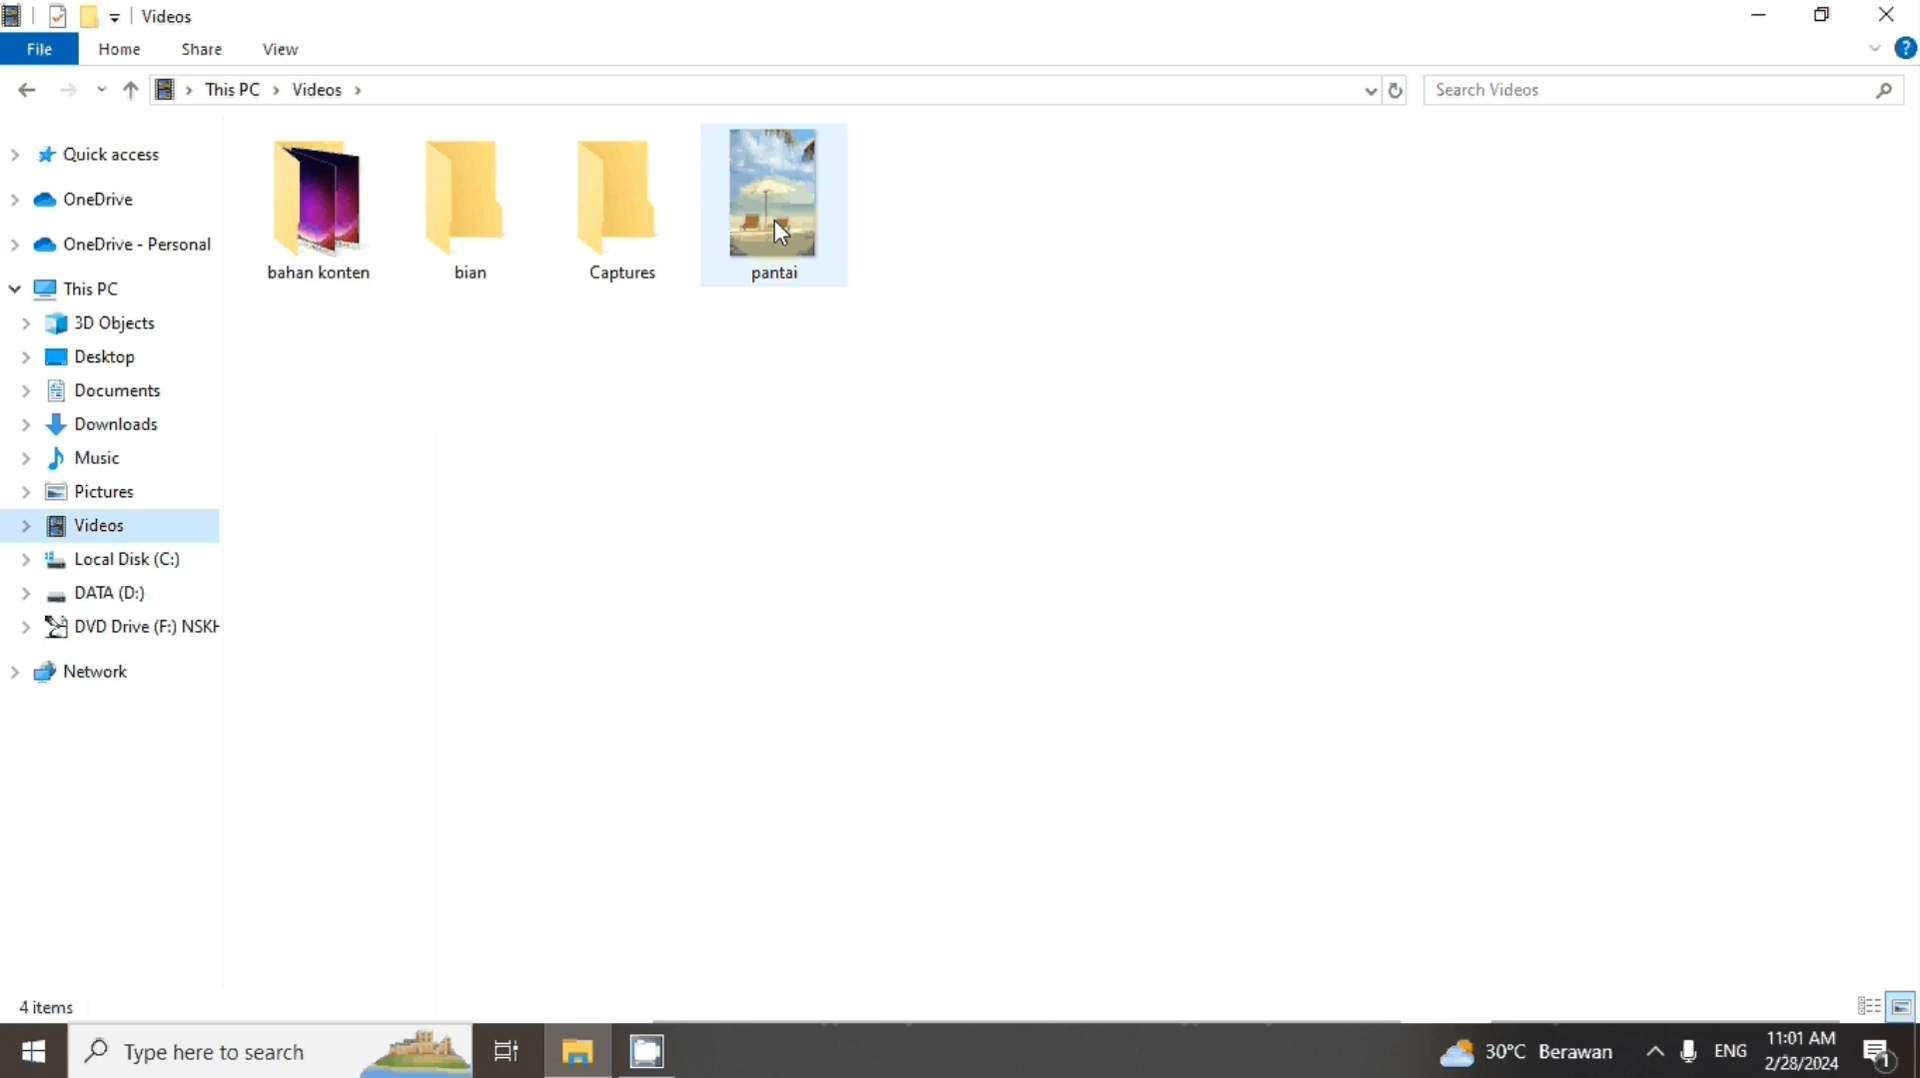 Videos
File Home Share View
This PC Videos
Search Videos
Quick access
OneDrive
OneDrive - Personal
This PC
3D Objects
Desktop
Documents
Downloads
Music
Pictures
Videos
Local Disk (C:)
DATA (D:)
DVD Drive (F:) NSKH
Network
bahan konten
bian
Captures
pantai
4 items
Type here to search
30°C Berawan
ENG
11:01 AM
2/28/2024
1